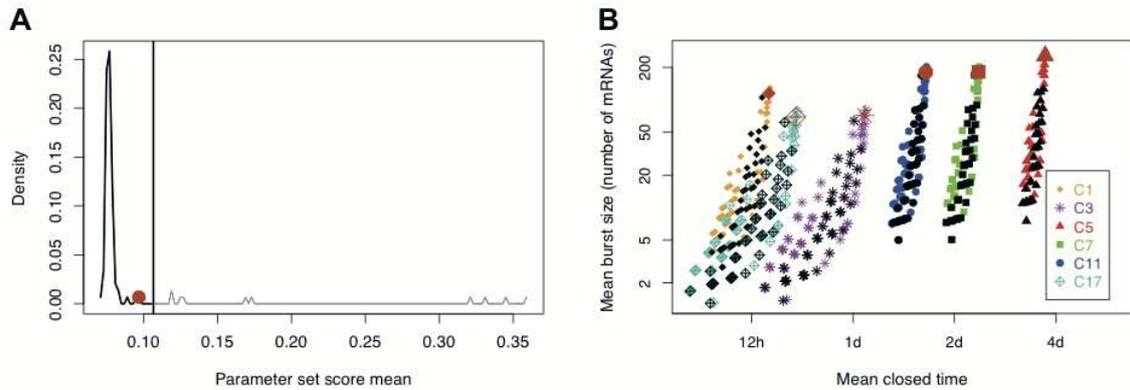 A
Density
0.00
0.05
0.10
0.15
0.20
0.25
0.10
0.15
0.20
0.25
0.30
0.35
Parameter set score mean
B
Mean burst size (number of mRNAs)
200
50
20
5
2
12h
1d
2d
4d
Mean closed time
C1
C3
C5
C7
C11
C17